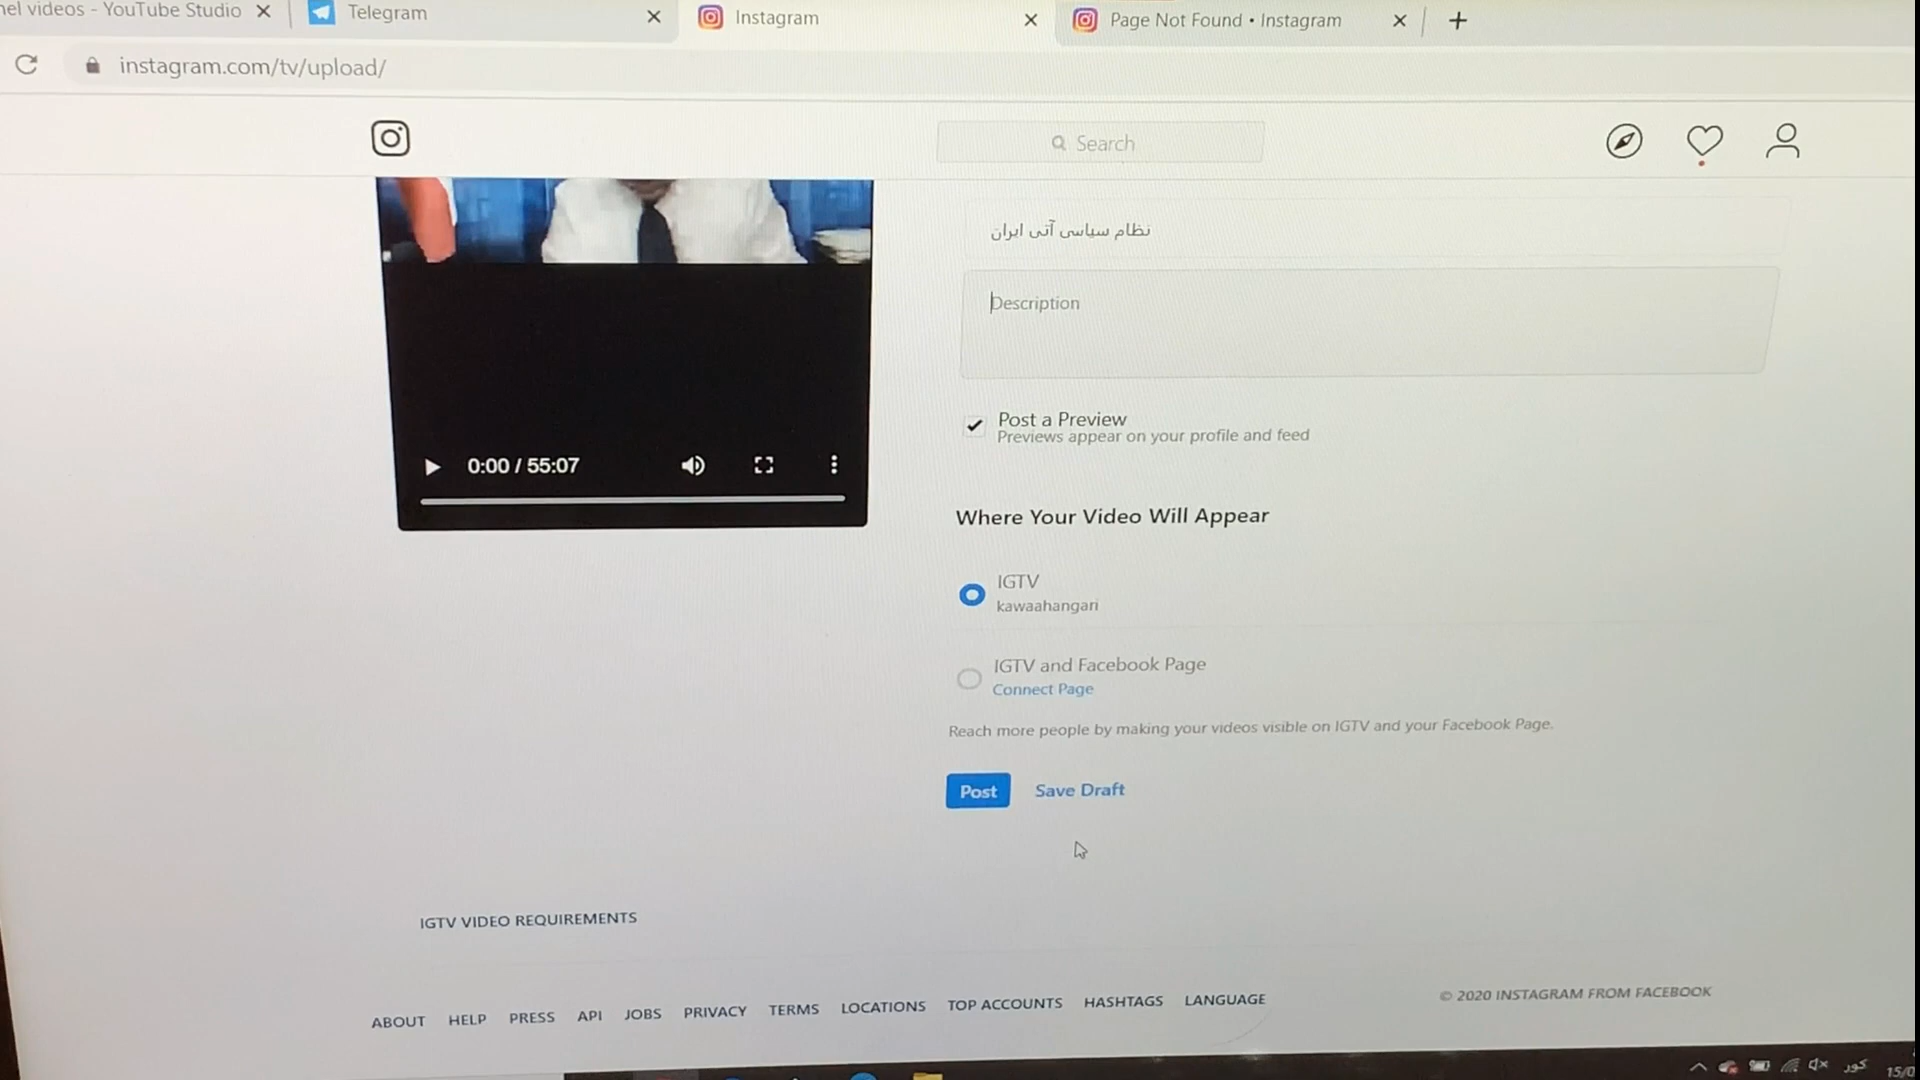 nel videos - YouTube Studio
Telegram
Instagram
Page Not Found • Instagram
instagram.com/tv/upload/
Search
نظام سیاسی آتی ایران
Description
Post a Preview
Previews appear on your profile and feed
0:00 / 55:07
Where Your Video Will Appear
IGTV
kawaahangari
IGTV and Facebook Page
Connect Page
Reach more people by making your videos visible on IGTV and your Facebook Page.
Post
Save Draft
IGTV VIDEO REQUIREMENTS
ABOUT HELP PRESS API JOBS PRIVACY TERMS LOCATIONS TOP ACCOUNTS HASHTAGS LANGUAGE
© 2020 INSTAGRAM FROM FACEBOOK
کور
15/0